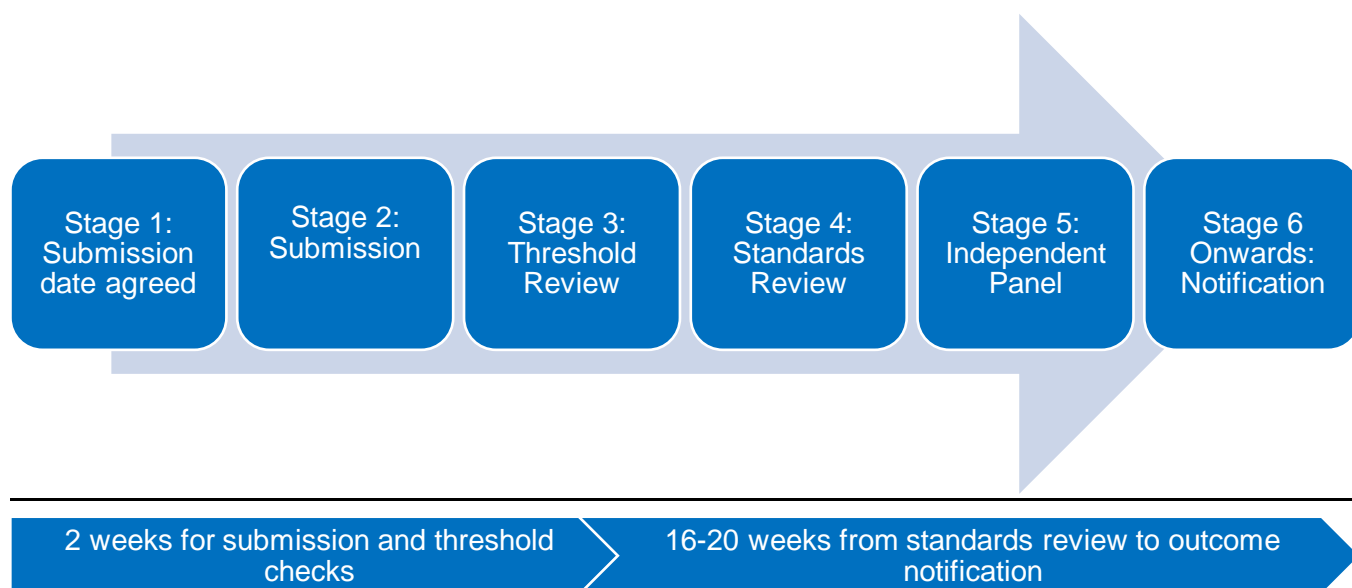 Stage 1:
Submission
date agreed
Stage 2:
Submission
Stage 3:
Threshold
Review
Stage 4:
Standards
Review
Stage 5:
Independent
Panel
Stage 6
Onwards:
Notification
2 weeks for submission and threshold
checks
16-20 weeks from standards review to outcome
notification